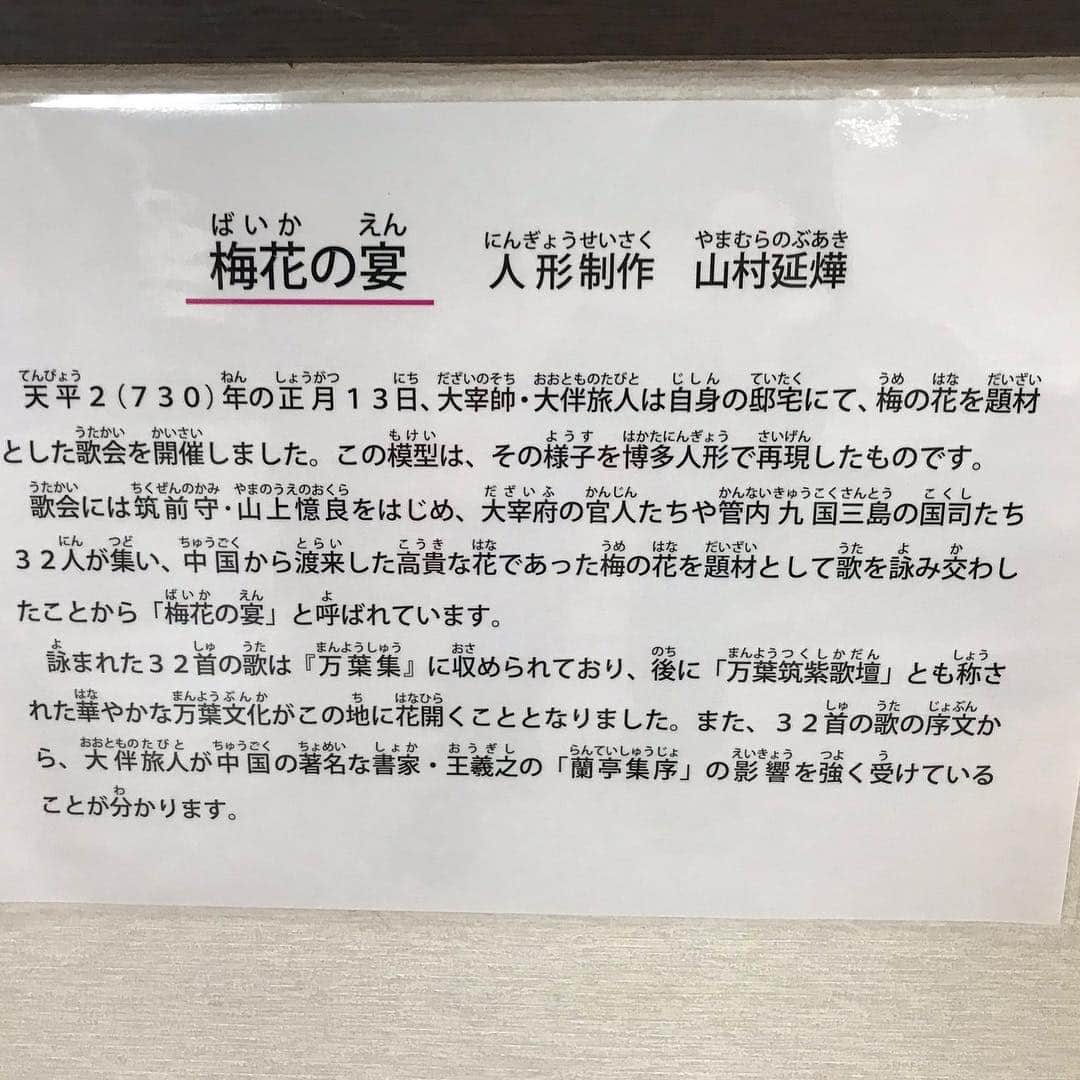 梅花の宴 人形制作 山村延燁
天平2(730)年の正月13日、大宰帥・大伴旅人は自身の邸宅にて、梅の花を題材
とした歌会を開催しました。この模型は、その様子を博多人形で再現したものです。
歌会には筑前守・山上憶良をはじめ、大宰府の官人たちや管内九国三島の国司たち
32人が集い、中国から渡来した高貴な花であった梅の花を題材として歌を詠み交わし
たことから「梅花の宴」と呼ばれています。
詠まれた32首の歌は『万葉集』に収められており、後に「万葉筑紫歌壇」とも称さ
れた華やかな万葉文化がこの地に花開くこととなりました。また、32首の歌の序文か
ら、大伴旅人が中国の著名な書家・王羲之の「蘭亭集序」の影響を強く受けている
ことが分かります。